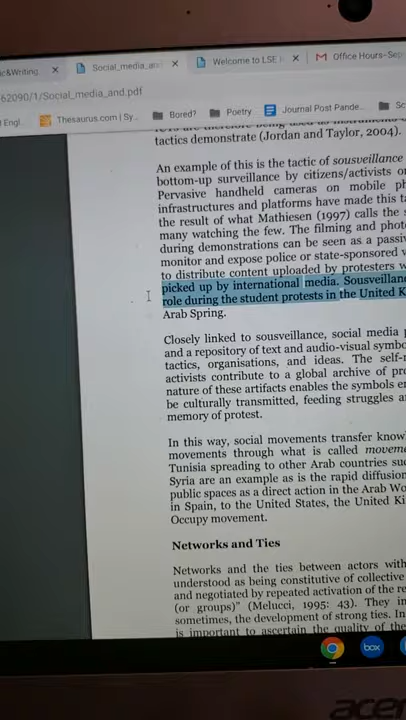 ic&Writing
Social_media_an
Welcome to LSE
Office Hours-Sep
62090/1/Social_media_and.pdf
Engl.
Thesaurus.com | Sy...
Bored?
Poetry
Journal Post Pande...
Sc
tactics demonstrate (Jordan and Taylor, 2004).
An example of this is the tactic of sousveillance
bottom-up surveillance by citizens/activists
Pervasive handheld cameras on mobile
infrastructures and platforms have made this
the result of what Mathiesen (1997) calls the
many watching the few. The filming and
during demonstrations can be seen as a
monitor and expose police or state-sponsored
to distribute content uploaded by protesters
picked up by international media.
role during the student protests in the United
Arab Spring.
Closely linked to sousveillance, social media
and a repository of text and audio-visual
tactics, organisations, and ideas. The
activists contribute to a global archive of
nature of these artifacts enables the symbols
be culturally transmitted, feeding struggles
memory of protest.
In this way, social movements transfer
movements through what is called
Tunisia spreading to other Arab countries
Syria are an example as is the rapid
public spaces as a direct action in the Arab
in Spain, to the United States, the United
Occupy movement.
Networks and Ties
Networks and the ties between actors
understood as being constitutive of collective
and negotiated by repeated activation of the
(or groups)" (Melucci, 1995: 43). They
sometimes, the development of strong ties. In
is important to ascertain the quality of the
box
acer